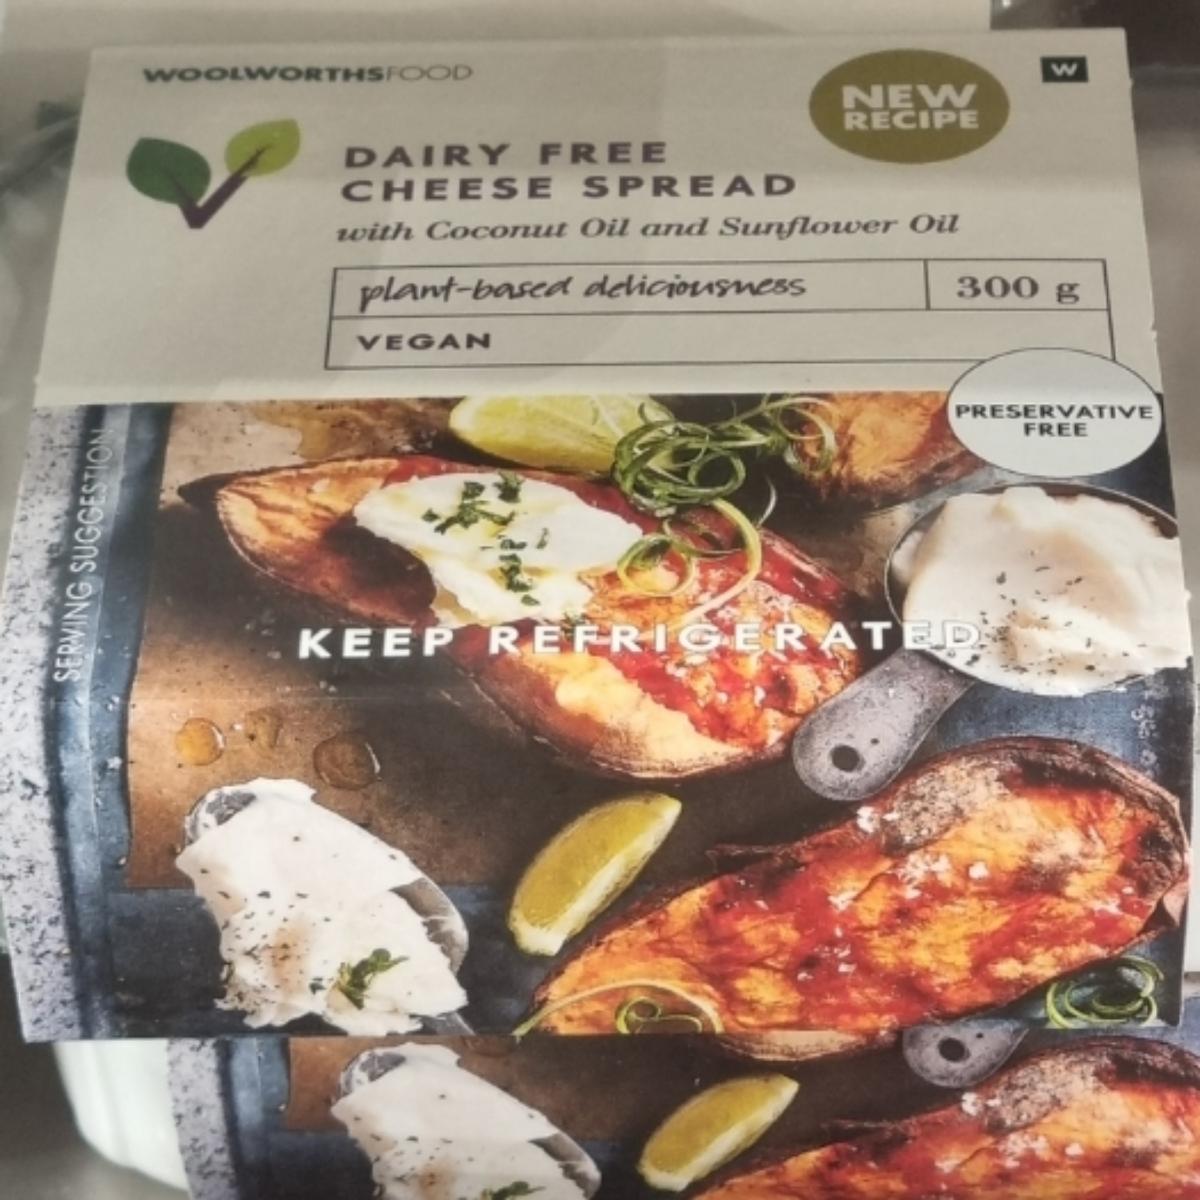 WOOLWORTHSFOOD
W
NEW
RECIPE
DAIRY FREE
CHEESE SPREAD
with Coconut Oil and Sunflower Oil
plant-based deliciousness
300 g
VEGAN
PRESERVATIVE
FREE
SERVING SUGGESTION
KEEP REFRIGERATED